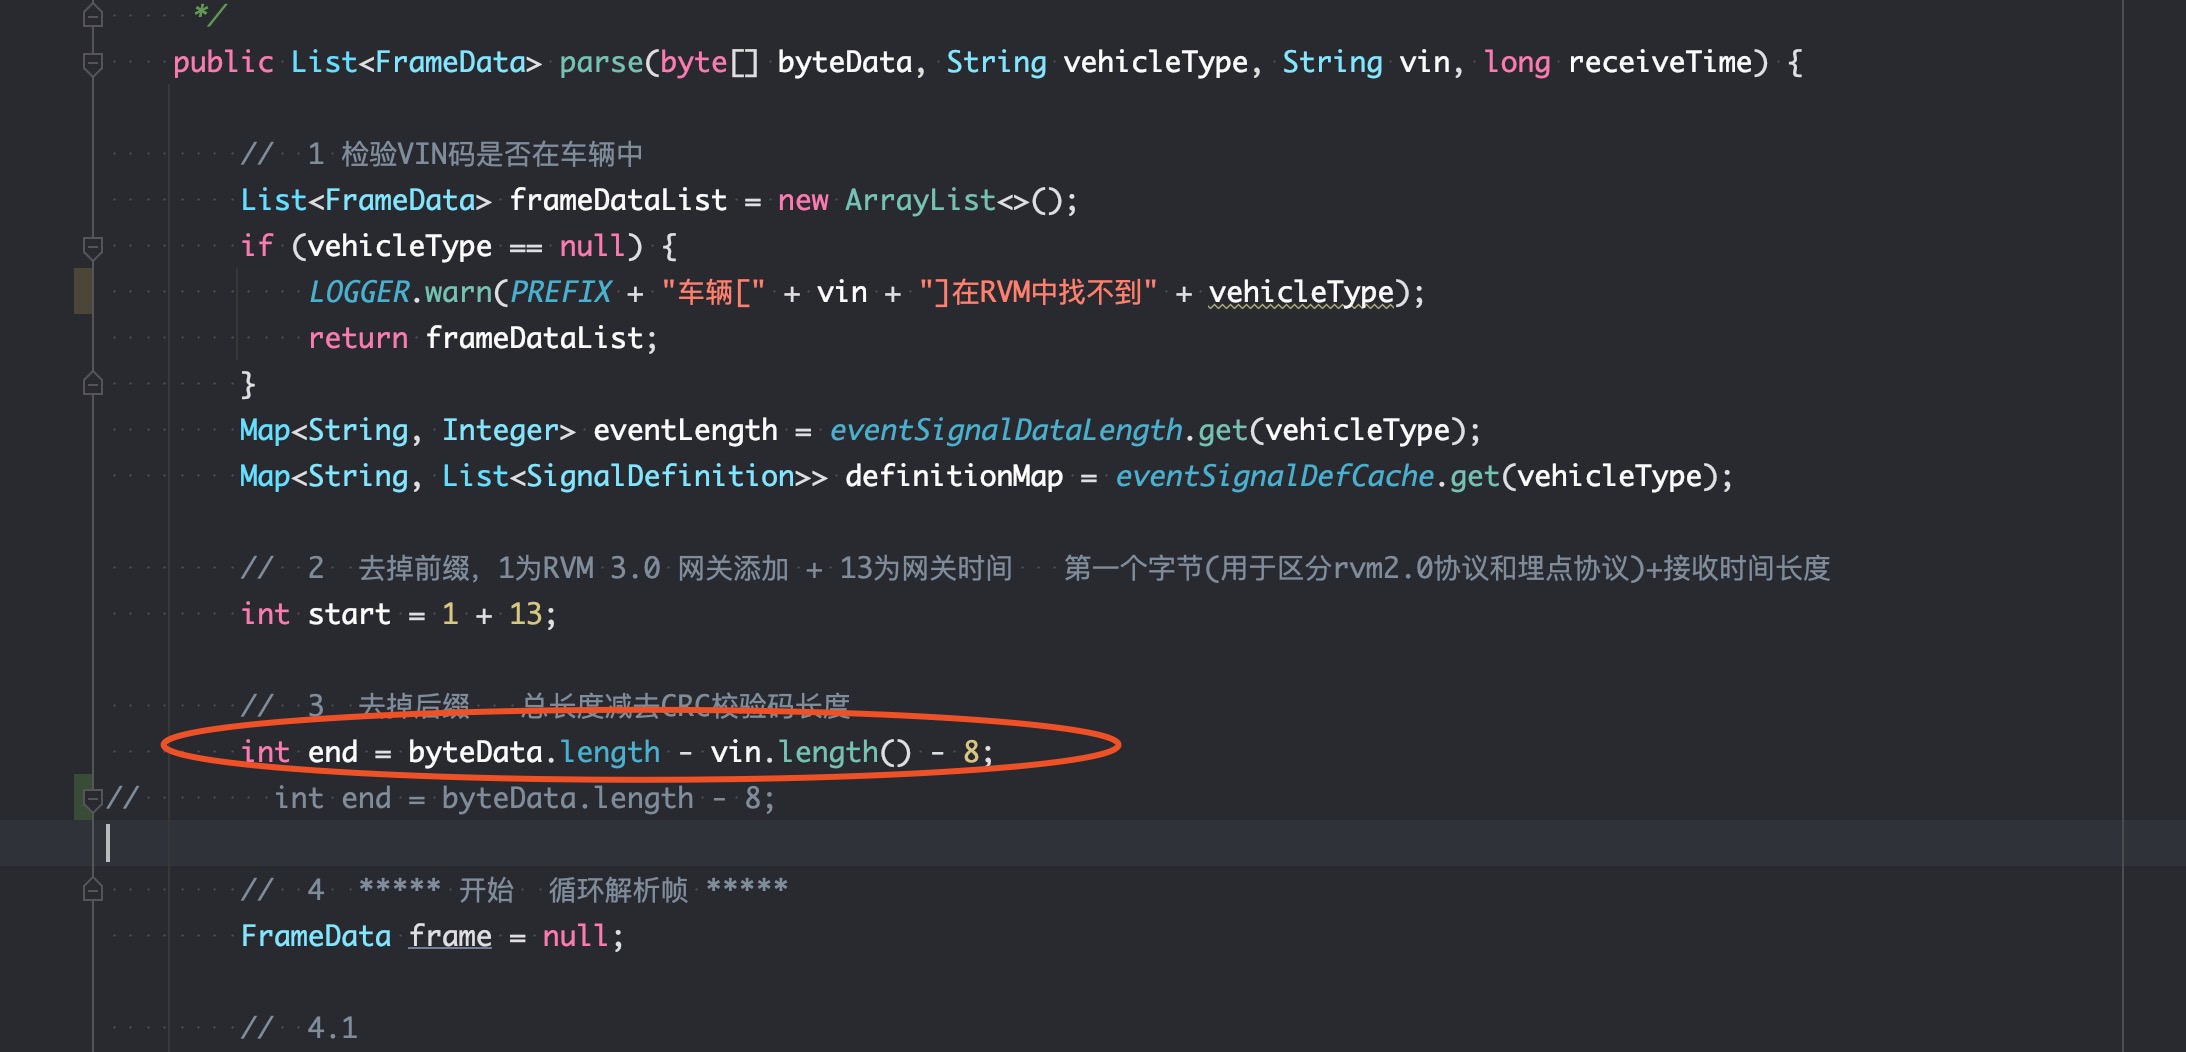 */
public List<FrameData> parse(byte[] byteData, String vehicleType, String vin, long receiveTime) {
// 1 检验VIN码是否在车辆中
List<FrameData> frameDataList = new ArrayList<>();
if (vehicleType == null) {
LOGGER.warn(PREFIX + "车辆[" + vin + "]在RVM中找不到" + vehicleType);
return frameDataList;
}
Map<String, Integer> eventLength = eventSignalDataLength.get(vehicleType);
Map<String, List<SignalDefinition>> definitionMap = eventSignalDefCache.get(vehicleType);
// 2 去掉前缀，1为RVM 3.0 网关添加 + 13为网关时间 第一个字节(用于区分rvm2.0协议和埋点协议)+接收时间长度
int start = 1 + 13;
// 3 去掉后缀 总长度减去CRC校验码长度
int end = byteData.length - vin.length() - 8;
// int end = byteData.length - 8;
// 4 ***** 开始 循环解析帧 *****
FrameData frame = null;
// 4.1